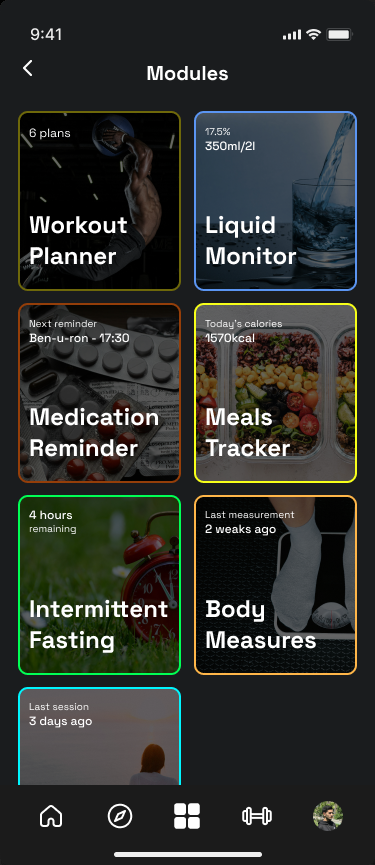 9:41
Modules
6 plans
Workout
Planner
17.5%
350ml/2l
Liquid
Monitor
Next reminder
Ben-u-ron - 17:30
Medication
Reminder
Today's calories
1570kcal
Meals
Tracker
4 hours
remaining
Intermittent
Fasting
Last measurement
2 weaks ago
Body
Measures
Last session
3 days ago